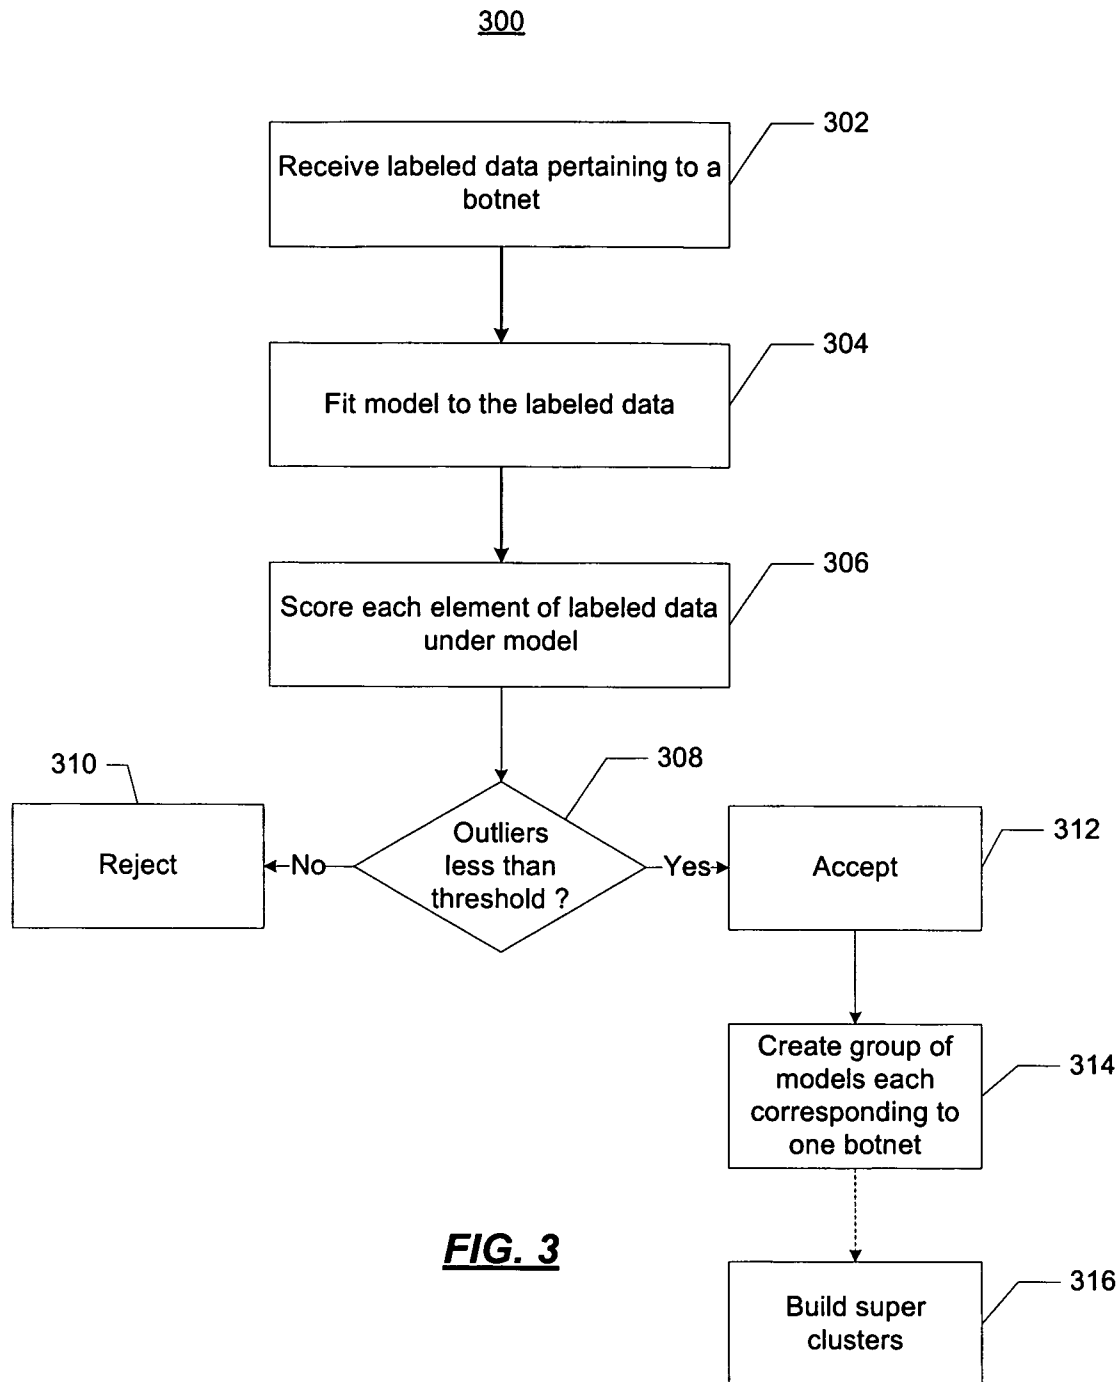 300
302
Receive labeled data pertaining to a
botnet
304
Fit model to the labeled data
306
Score each element of labeled data
under model
310
308
Outliers
less than
threshold ?
No
Yes
Reject
312
Accept
314
Create group of
models each
corresponding to
one botnet
FIG. 3
316
Build super
clusters